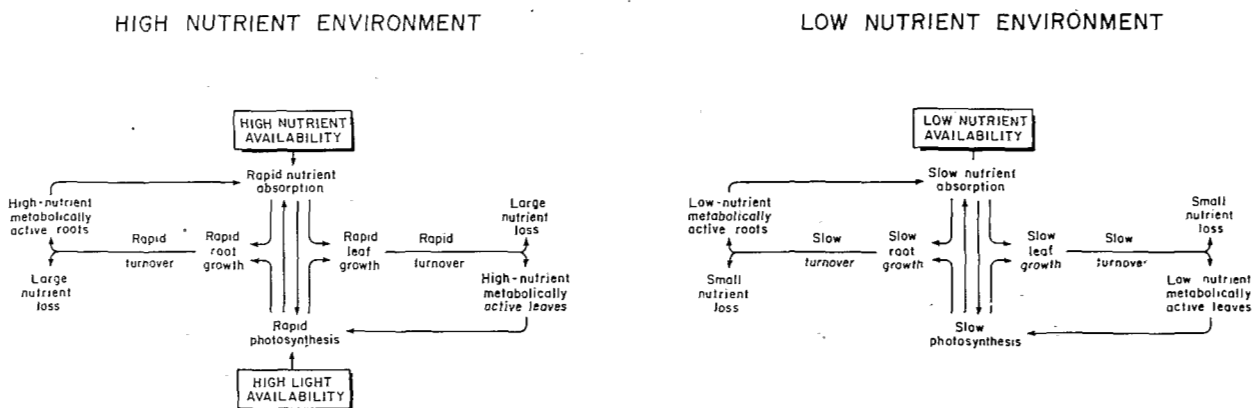 HIGH NUTRIENT ENVIRONMENT
HIGH NUTRIENT
AVAILABILITY
Rapid nutrient
absorption
High-nutrient
metabolically
active roots
Rapid
turnover
Rapid
root
growth
Rapid
leaf
growth
Rapid
turnover
Large
nutrient
loss
Large
nutrient
loss
High-nutrient
metabolically
active leaves
Rapid
photosynthesis
HIGH LIGHT
AVAILABILITY
LOW NUTRIENT ENVIRONMENT
LOW NUTRIENT
AVAILABILITY
Slow nutrient
absorption
Low-nutrient
metabolically
active roots
Slow
turnover
Slow
root
growth
Slow
leaf
growth
Slow
turnover
Small
nutrient
loss
Small
nutrient
loss
Low nutrient
metabolically
active leaves
Slow
photosynthesis